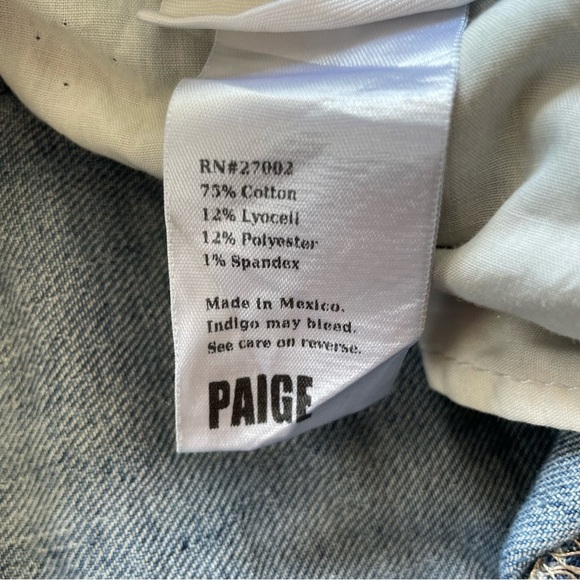 RN#27002
75% Cotton
12% Lyocell
12% Polyester
1% Spandex
Made in Mexico.
Indigo may bleed.
See care on reverse.
PAIGE